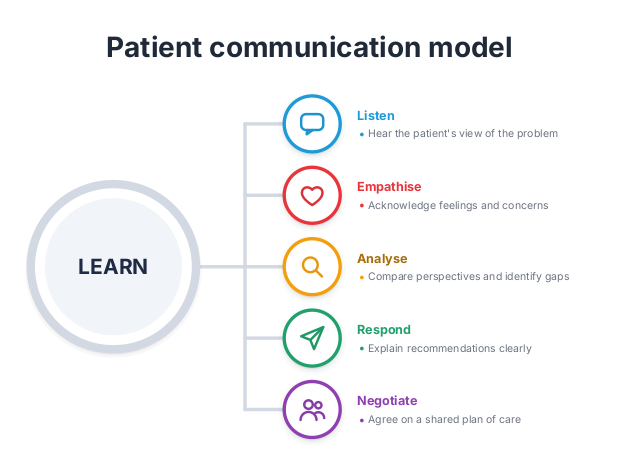 Patient communication model
LEARN
Listen
• Hear the patient's view of the problem
Empathise
• Acknowledge feelings and concerns
Analyse
• Compare perspectives and identify gaps
Respond
• Explain recommendations clearly
Negotiate
• Agree on a shared plan of care